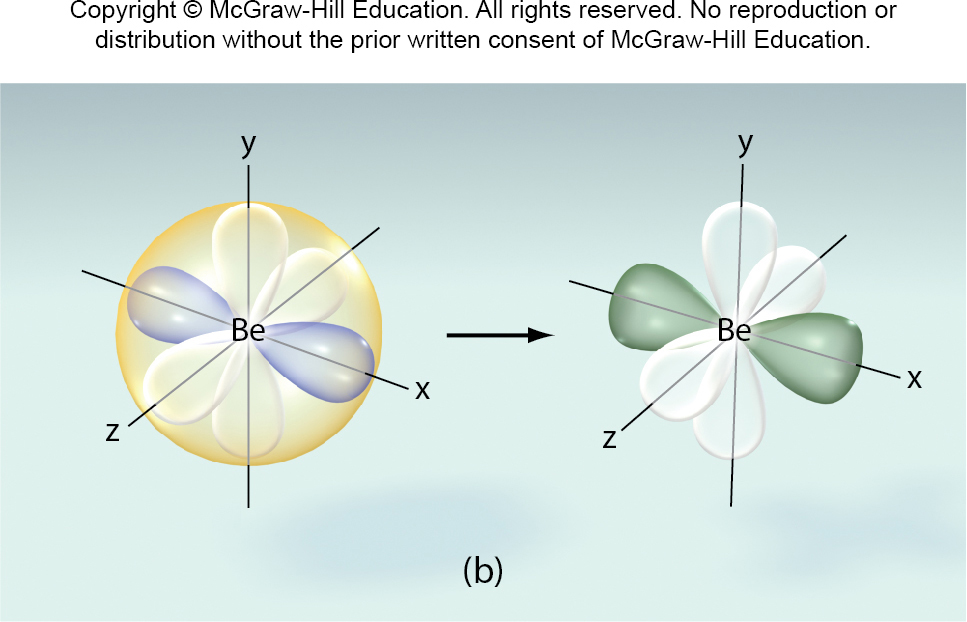 Copyright © McGraw-Hill Education. All rights reserved. No reproduction or
distribution without the prior written consent of McGraw-Hill Education.
y
y
Be
Be
x
x
z
z
(b)